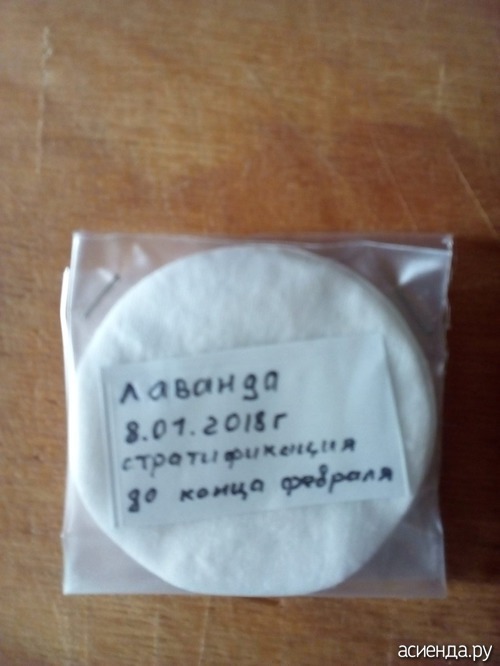 лаванда
8.01.2018г
стратификация
до конца февраля
асиенда.ру